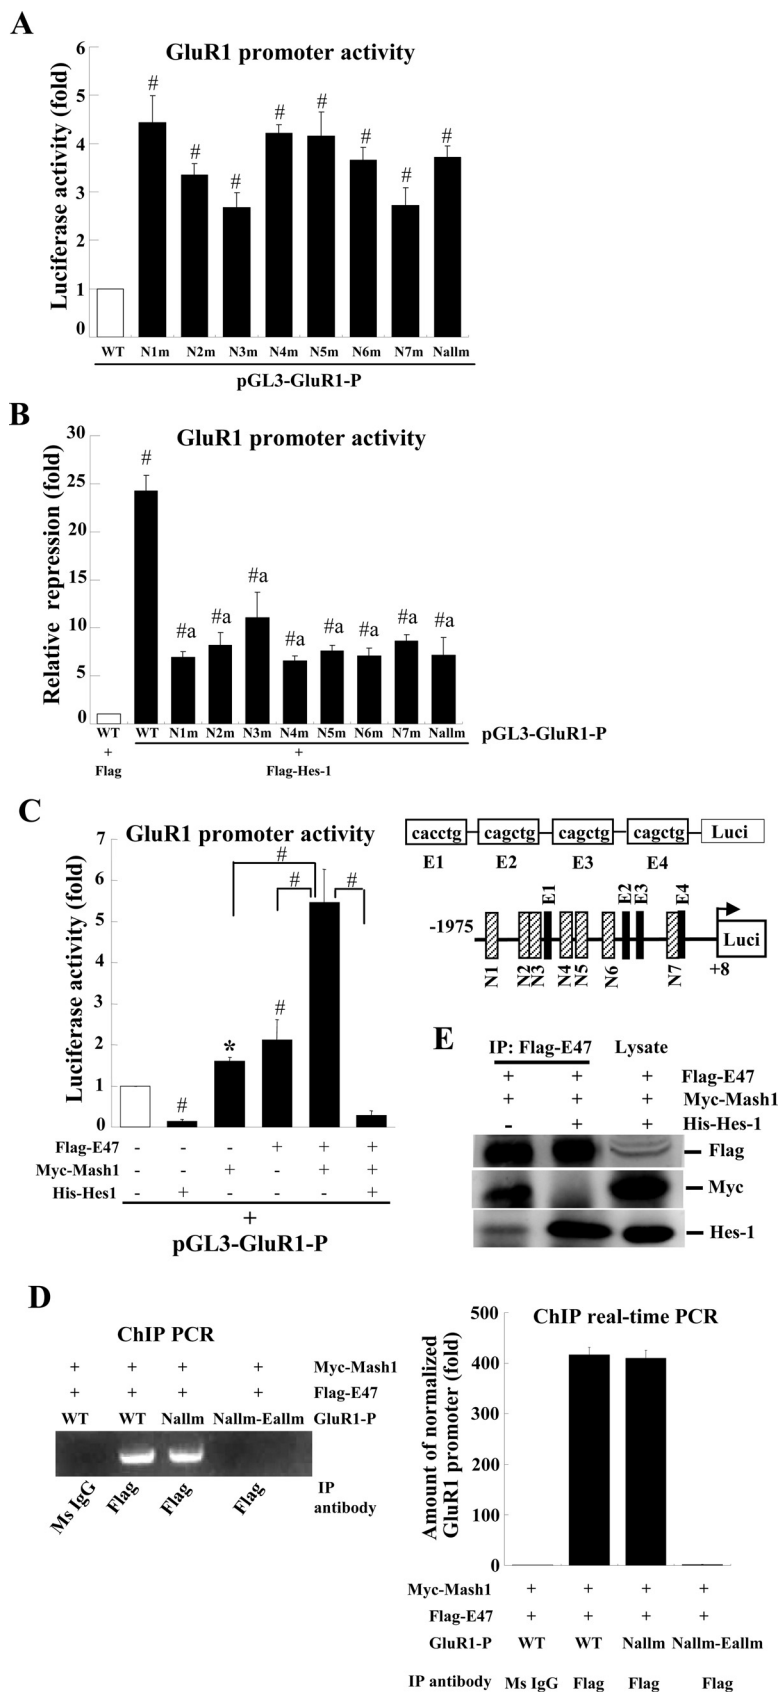 A
GluR1 promoter activity
Luciferase activity (fold)
6
5
4
3
2
1
0
# # # # # # # #
WT N1m N2m N3m N4m N5m N6m N7m Nallm
pGL3-GluR1-P
B
GluR1 promoter activity
Relative repression (fold)
30
25
20
15
10
5
0
# #a #a #a #a #a #a #a #a
WT WT N1m N2m N3m N4m N5m N6m N7m Nallm pGL3-GluR1-P
+ +
Flag Flag-Hes-1
C
GluR1 promoter activity
Luciferase activity (fold)
7
6
5
4
3
2
1
0
# # #
# * #
Flag-E47 - - - + + +
Myc-Mash1 - - + - + +
His-Hes1 - + - - - +
+
pGL3-GluR1-P
cacctg cagctg cagctg cagctg Luci
E1 E2 E3 E4
E1 E2 E3 E4
-1975 Luci
N1 N2 N3 N4 N5 N6 N7 +8
E
IP: Flag-E47 Lysate
+ + + Flag-E47
+ + + Myc-Mash1
- + + His-Hes-1
Flag
Myc
Hes-1
D
ChIP PCR
+ + + + Myc-Mash1
+ + + + Flag-E47
WT WT Nallm Nallm-Eallm GluR1-P
Ms IgG Flag Flag Flag IP
antibody
ChIP real-time PCR
Amount of normalized
GluR1 promoter (fold)
500
400
300
200
100
0
Myc-Mash1 + + + +
Flag-E47 + + + +
GluR1-P WT WT Nallm Nallm-Eallm
IP antibody Ms IgG Flag Flag Flag